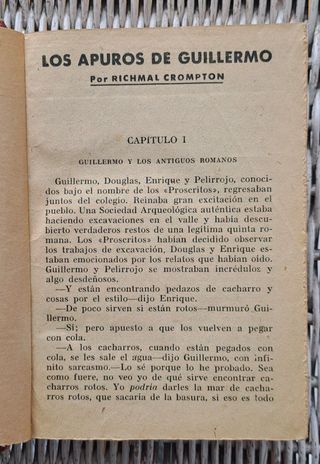 LOS APUROS DE GUILLERMO
Por RICHMAL CROMPTON
CAPITULO I
GUILLERMO Y LOS ANTIGUOS ROMANOS
Guillermo, Douglas, Enrique y Pelirrojo, conoci-
dos bajo el nombre de los «Proscritos», regresaban
juntos del colegio. Reinaba gran excitación en el
pueblo. Una Sociedad Arqueológica auténtica estaba
haciendo excavaciones en el valle y había descu-
bierto verdaderos restos de una legítima quinta ro-
mana. Los «Proscritos» habían decidido observar
los trabajos de excavación, Douglas y Enrique es-
taban emocionados por los relatos que habían oído.
Guillermo y Pelirrojo se mostraban incrédulos y al-
go desdeñosos.
—Y están encontrando pedazos de cacharro y
cosas por el estilo—dijo Enrique.
—De poco sirven si están rotos—murmuró Gui-
llermo.
—Sí; pero apuesto a que los vuelven a pegar
con cola.
—A los cacharros, cuando están pegados con
cola, se les sale el agua—dijo Guillermo, con infi-
nito sarcasmo.—Lo sé porque lo he probado. Sea
como fuere, no veo yo de qué sirve encontrar ca-
charros rotos. Yo podría darles la mar de cacha-
rros rotos, que sacaría de la basura, si eso es todo